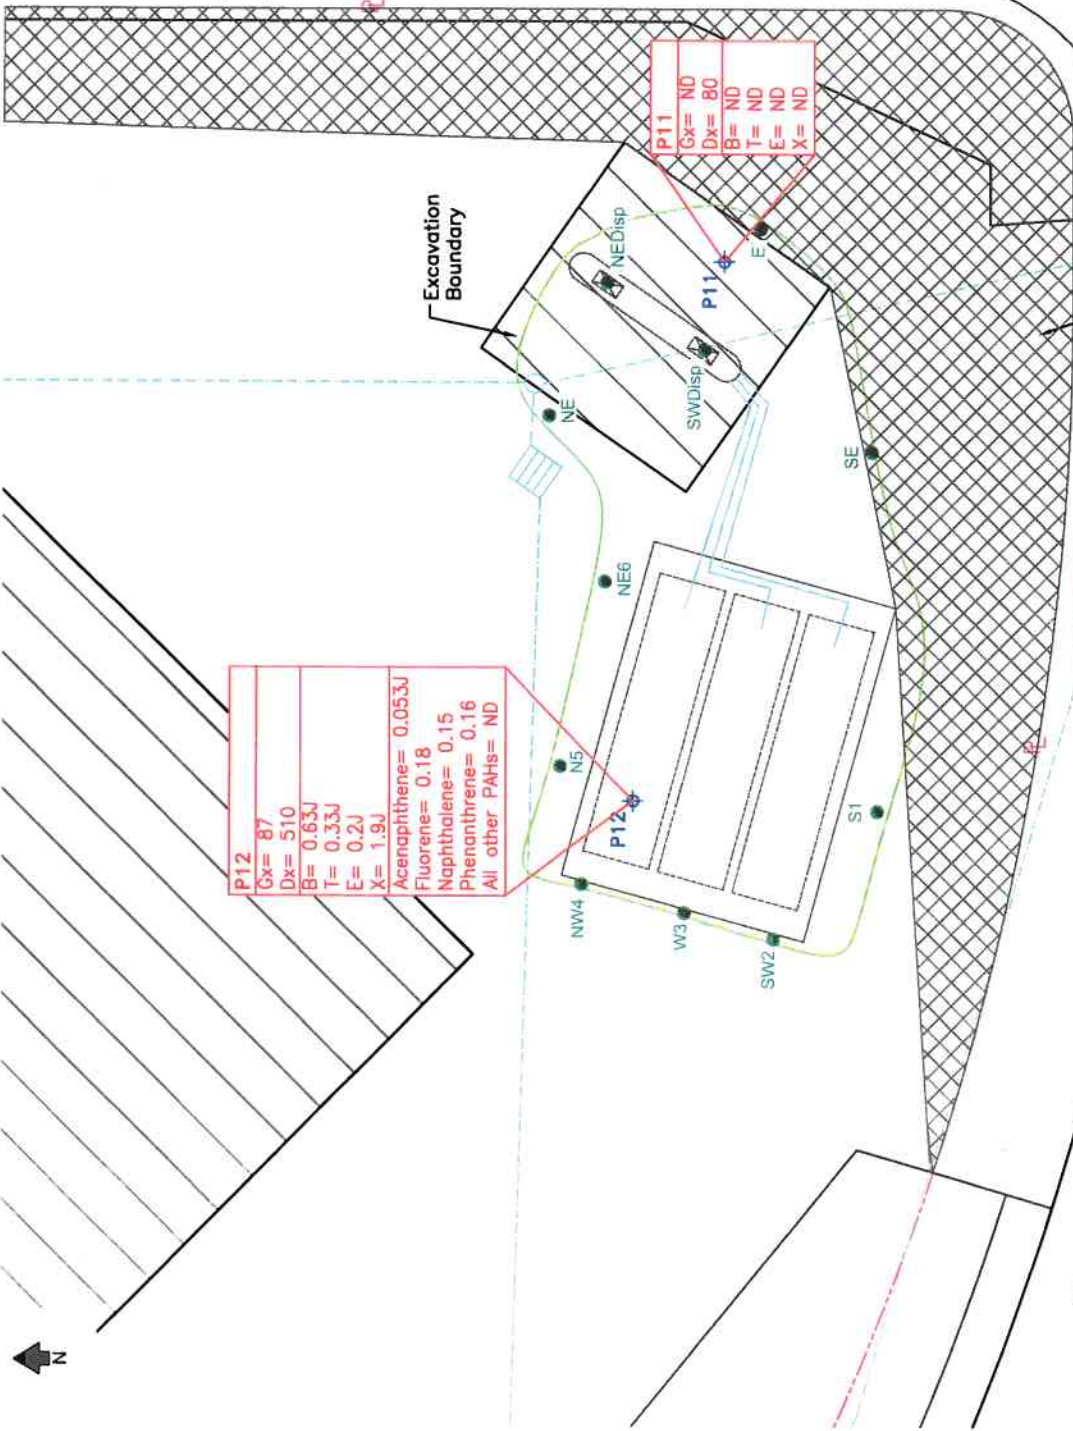 N
P12
Gx= 87
Dx= 510
B= 0.63J
T= 0.33J
E= 0.2J
X= 1.9J
Acenaphthene= 0.053J
Fluorene= 0.18
Naphthalene= 0.15
Phenanthrene= 0.16
All other PAHs= ND
P11
Gx= ND
Dx= 80
B= ND
T= ND
E= ND
X= ND
Excavation
Boundary
NEDisp
SWDisp
P11
E
NE
SE
NE6
N5
P12
NW4
W3
SW2
S1
PL
PL